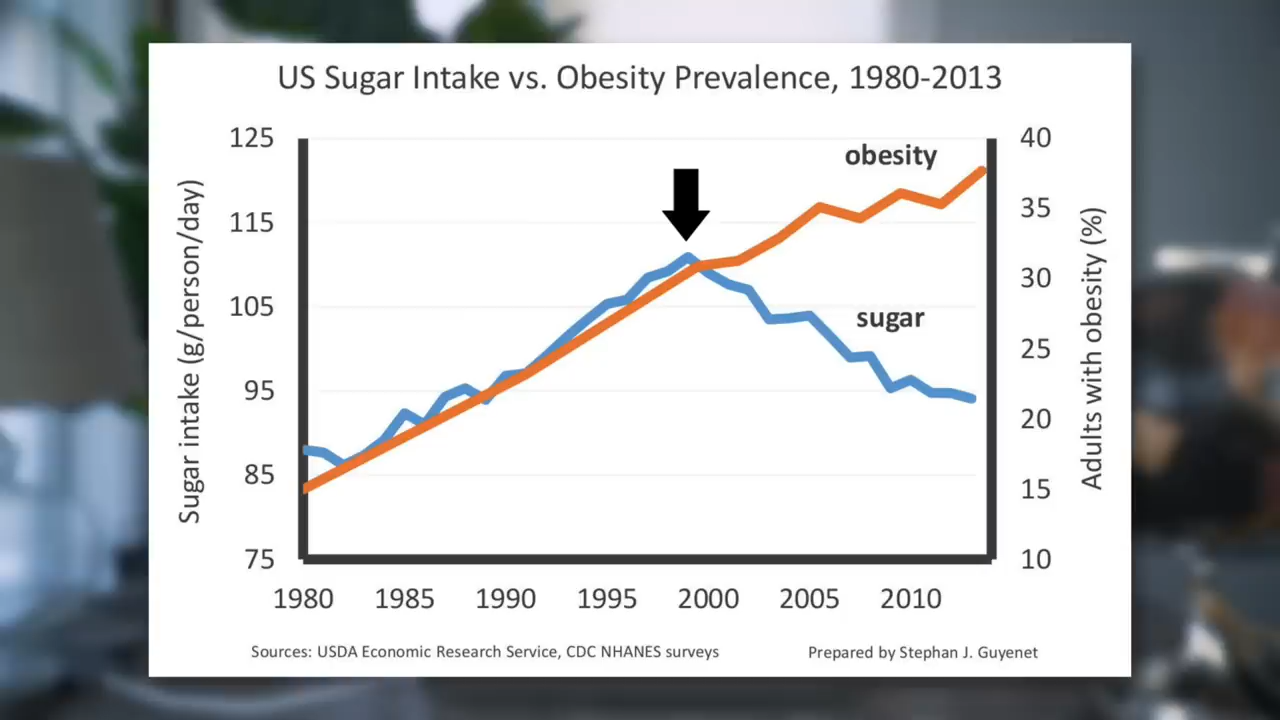 US Sugar Intake vs. Obesity Prevalence, 1980-2013
125
115
105
95
85
75
Sugar intake (g/person/day)
40
35
30
25
20
15
10
Adults with obesity (%)
obesity
sugar
1980 1985 1990 1995 2000 2005 2010
Sources: USDA Economic Research Service, CDC NHANES surveys
Prepared by Stephan J. Guyenet